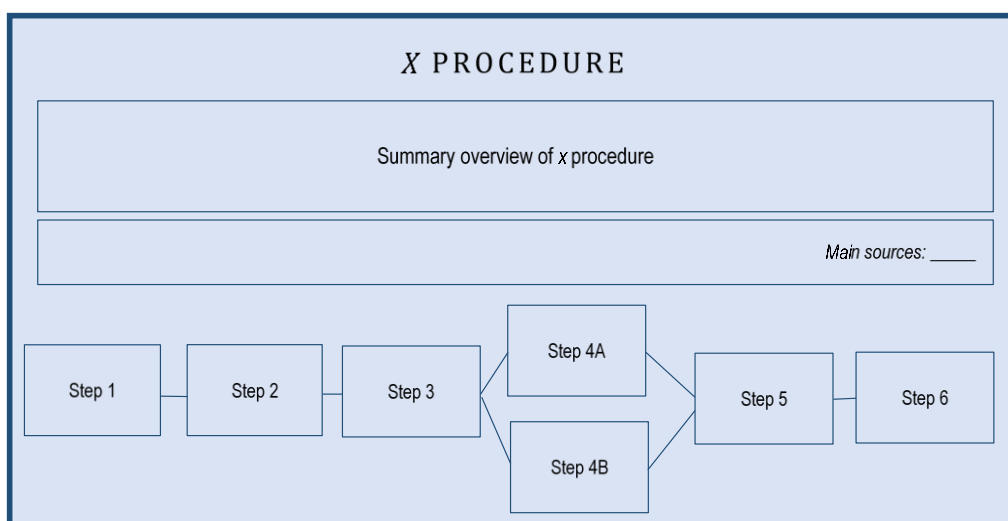 X PROCEDURE
Summary overview of x procedure
Main sources: _____
Step 1
Step 2
Step 3
Step 4A
Step 4B
Step 5
Step 6